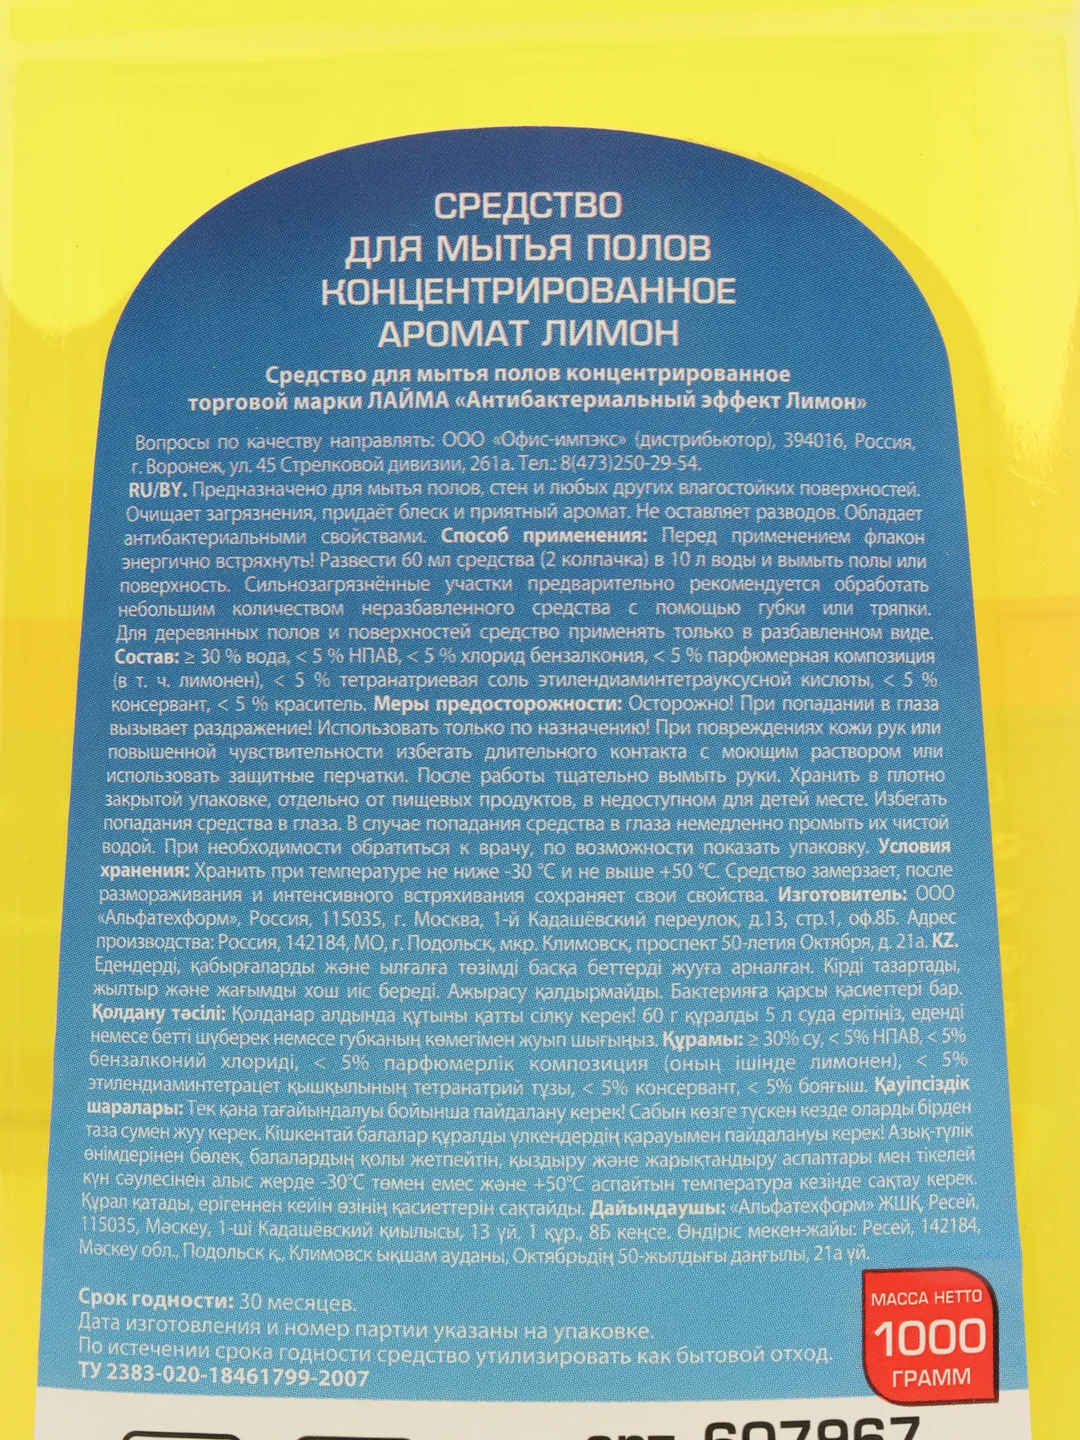 СРЕДСТВО
ДЛЯ МЫТЬЯ ПОЛОВ
КОНЦЕНТРИРОВАННОЕ
АРОМАТ ЛИМОН
Средство для мытья полов концентрированное
торговой марки ЛАЙМА «Антибактериальный эффект Лимон»
Вопросы по качеству направлять: ООО «Офис-импэкс» (дистрибьютор), 394016, Россия,
г. Воронеж, ул. 45 Стрелковой дивизии, 261а. Тел.: 8(473)250-29-54.
RU/BY. Предназначено для мытья полов, стен и любых других влагостойких поверхностей.
Очищает загрязнения, придаёт блеск и приятный аромат. Не оставляет разводов. Обладает
антибактериальными свойствами. Способ применения: Перед применением флакон
энергично встряхнуть! Развести 60 мл средства (2 колпачка) в 10 л воды и вымыть полы или
поверхность. Сильнозагрязнённые участки предварительно рекомендуется обработать
небольшим количеством неразбавленного средства с помощью губки или тряпки.
Для деревянных полов и поверхностей средство применять только в разбавленном виде.
Состав: ≥ 30 % вода, < 5 % НПАВ, < 5 % хлорид бензалкония, < 5 % парфюмерная композиция
(в т. ч. лимонен), < 5 % тетранатриевая соль этилендиаминтетрауксусной кислоты, < 5 %
консервант, < 5 % краситель. Меры предосторожности: Осторожно! При попадании в глаза
вызывает раздражение! Использовать только по назначению! При повреждениях кожи рук или
повышенной чувствительности избегать длительного контакта с моющим раствором или
использовать защитные перчатки. После работы тщательно вымыть руки. Хранить в плотно
закрытой упаковке, отдельно от пищевых продуктов, в недоступном для детей месте. Избегать
попадания средства в глаза. В случае попадания средства в глаза немедленно промыть их чистой
водой. При необходимости обратиться к врачу, по возможности показать упаковку. Условия
хранения: Хранить при температуре не ниже -30 °С и не выше +50 °С. Средство замерзает, после
размораживания и интенсивного встряхивания сохраняет свои свойства. Изготовитель: ООО
«Альфатехформ», Россия, 115035, г. Москва, 1-й Кадашёвский переулок, д.13, стр.1, оф.8Б. Адрес
производства: Россия, 142184, МО, г. Подольск, мкр. Климовск, проспект 50-летия Октября, д. 21а. KZ.
Едендерді, қабырғаларды және ылғалға төзімді басқа беттерді жууға арналған. Кірді тазартады,
жылтыр және жағымды хош иіс береді. Ажырасу қалдырмайды. Бактерияға қарсы қасиеттері бар.
Қолдану тәсілі: Қолданар алдында құтыны қатты сілку керек! 60 г құралды 5 л суда ерітіңіз, еденді
немесе бетті шүберек немесе губканың көмегімен жуып шығыңыз. Құрамы: ≥ 30% су, < 5% НПАВ, < 5%
бензалконий хлориді, < 5% парфюмерлік композиция (оның ішінде лимонен), < 5%
этилендиаминтетрацет қышқылының тетранатрий тұзы, < 5% консервант, < 5% бояғыш. Қауіпсіздік
шаралары: Тек қана тағайындалуы бойынша пайдалану керек! Сабын көзге түскен кезде оларды бірден
таза сумен жуу керек. Кішкентай балалар құралды үлкендердің қарауымен пайдалануы керек! Азық-түлік
өнімдерінен бөлек, балалардың қолы жетпейтін, қыздыру және жарықтандыру аспаптары мен тікелей
күн сәулесінен алыс жерде -30°С төмен емес және +50°С аспайтын температура кезінде сақтау керек.
Құрал қатады, ерігеннен кейін өзінің қасиеттерін сақтайды. Дайындаушы: «Альфатехформ» ЖШҚ, Ресей,
115035, Мәскеу, 1-ші Кадашёвский қиылысы, 13 үй, 1 құр., 8Б кеңсе. Өндіріс мекен-жайы: Ресей, 142184,
Мәскеу обл., Подольск қ., Климовск ықшам ауданы, Октябрьдің 50-жылдығы даңғылы, 21а үй.
Срок годности: 30 месяцев.
Дата изготовления и номер партии указаны на упаковке.
По истечении срока годности средство утилизировать как бытовой отход.
ТУ 2383-020-18461799-2007
МАССА НЕТТО
1000
ГРАММ
арт. 607967